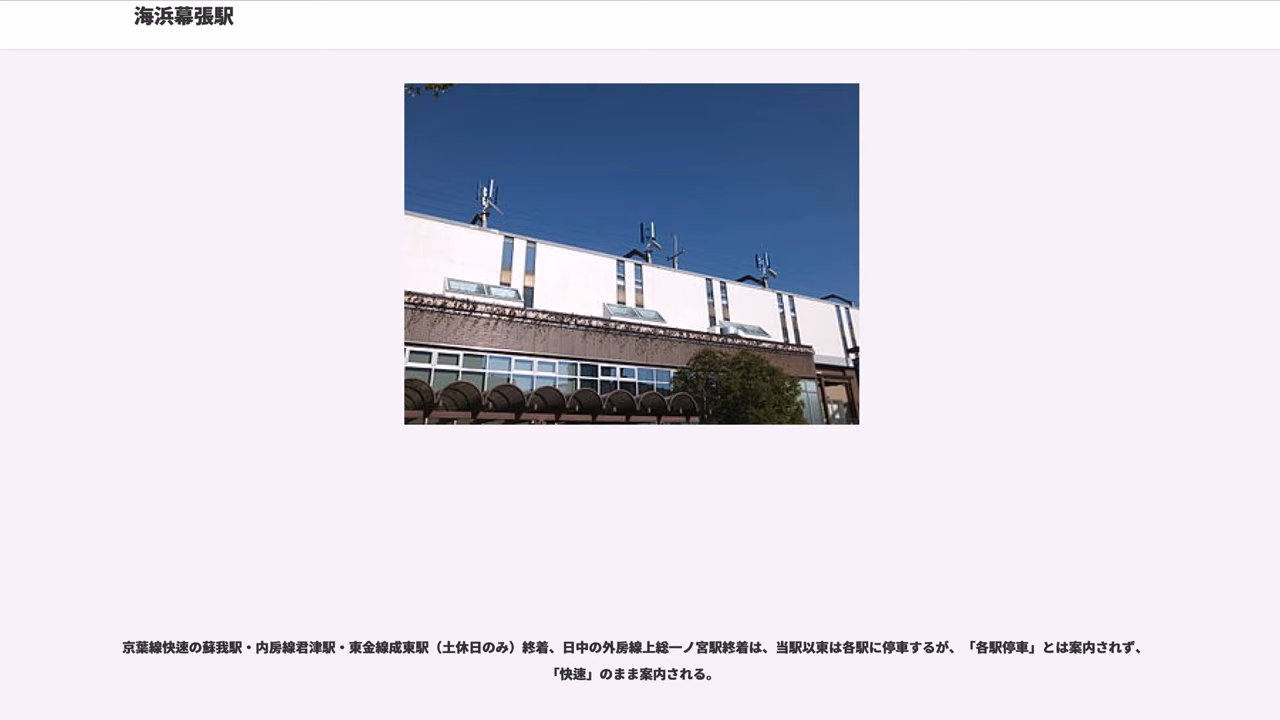 海浜幕張駅
京葉線快速の蘇我駅・内房線君津駅・東金線成東駅（土休日のみ）終着、日中の外房線上総一ノ宮駅終着は、当駅以東は各駅に停車するが、「各駅停車」とは案内されず、
「快速」のまま案内される。